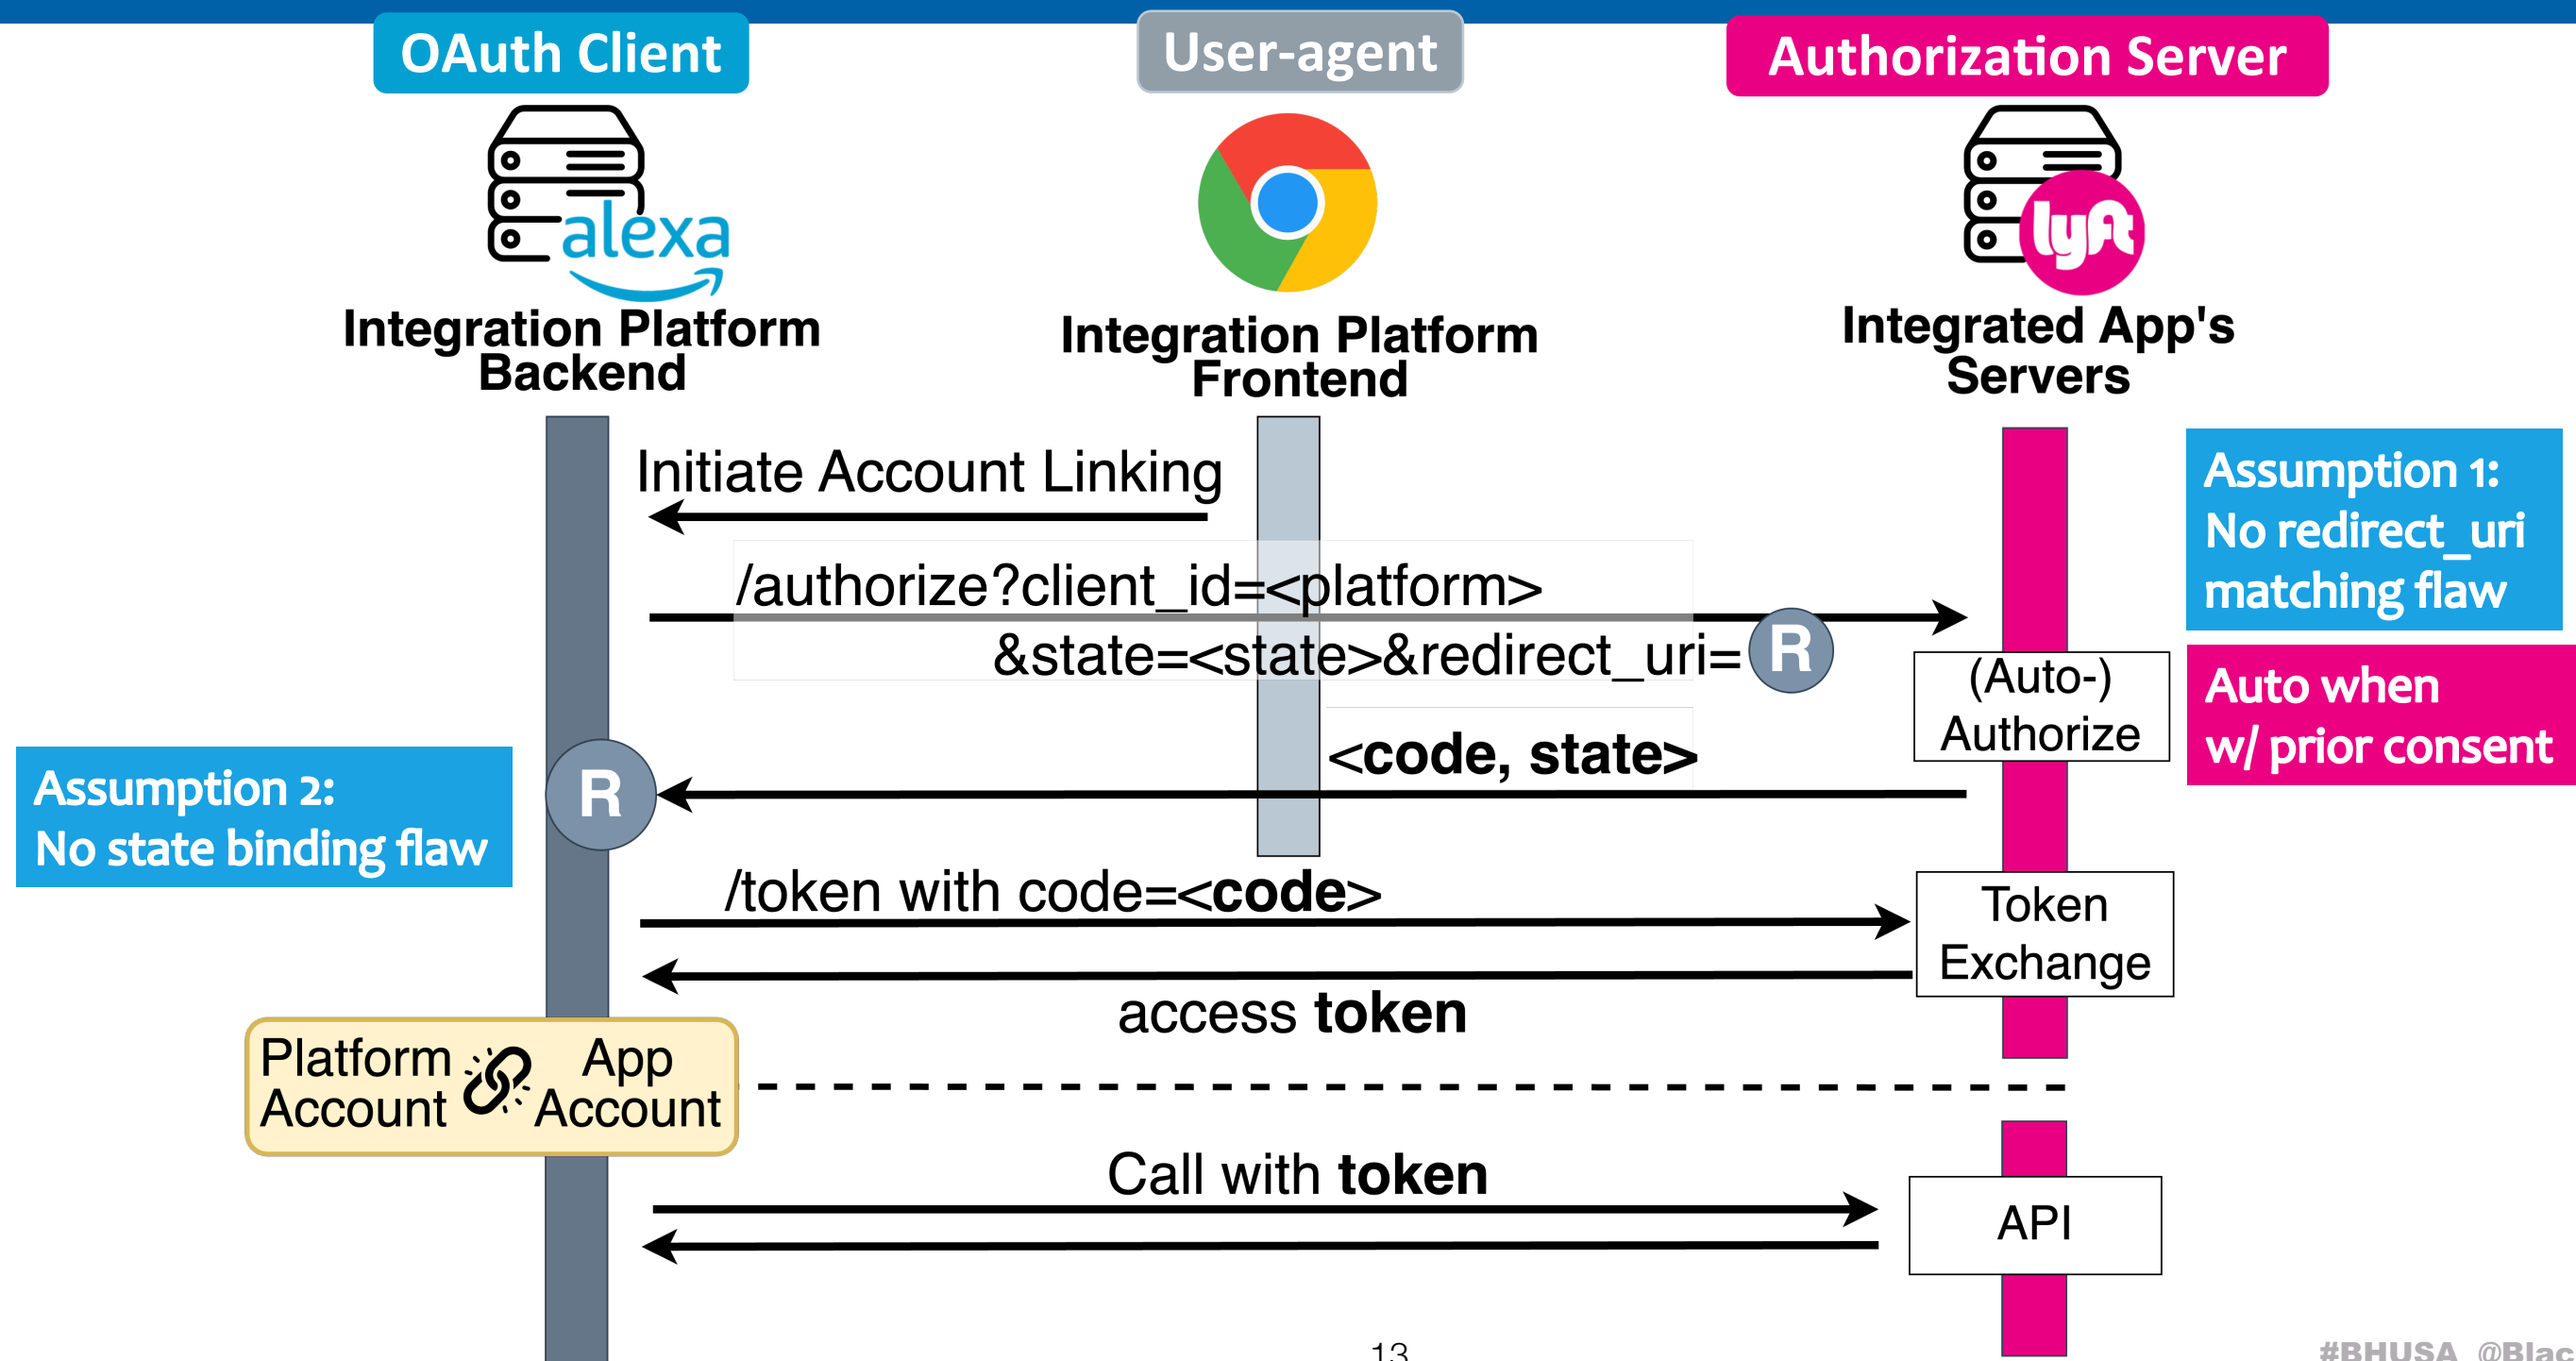 OAuth Client
User-agent
Authorization Server
alexa
lyft
Integration Platform
Backend
Integration Platform
Frontend
Integrated App's
Servers
Initiate Account Linking
Assumption 1:
No redirect_uri
matching flaw
/authorize?client_id=<platform>
&state=<state>&redirect_uri= R
(Auto-)
Authorize
Auto when
w/ prior consent
<code, state>
Assumption 2:
No state binding flaw
R
/token with code=<code>
Token
Exchange
access token
Platform
Account
App
Account
Call with token
API
13
#BHUSA @Blac